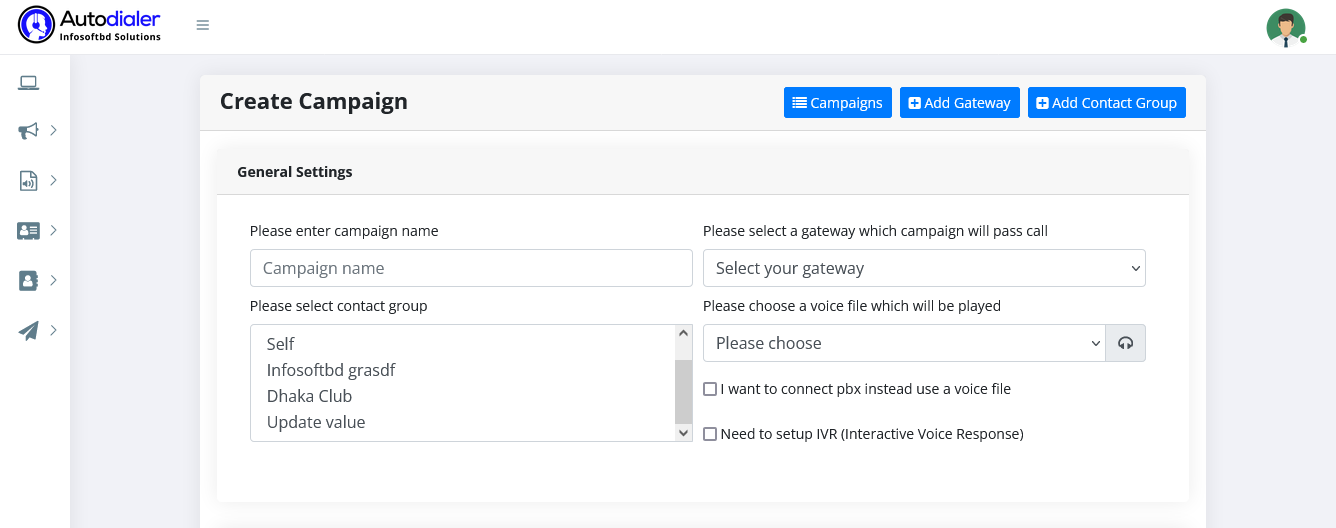 Autodialer
Infosoftbd Solutions
Create Campaign
Campaigns
Add Gateway
Add Contact Group
General Settings
Please enter campaign name
Please select a gateway which campaign will pass call
Campaign name
Select your gateway
Please select contact group
Please choose a voice file which will be played
Self
Infosoftbd grasdf
Dhaka Club
Update value
Please choose
I want to connect pbx instead use a voice file
Need to setup IVR (Interactive Voice Response)